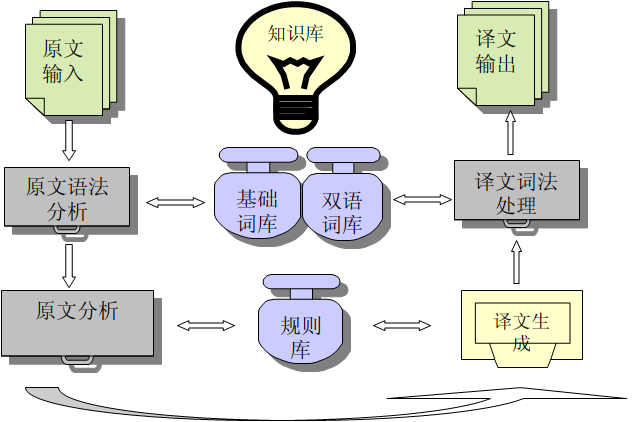 原文
输入
知识库
译文
输出
原文语法
分析
基础
词库
双语
词库
译文词法
处理
原文分析
规则
库
译文生
成